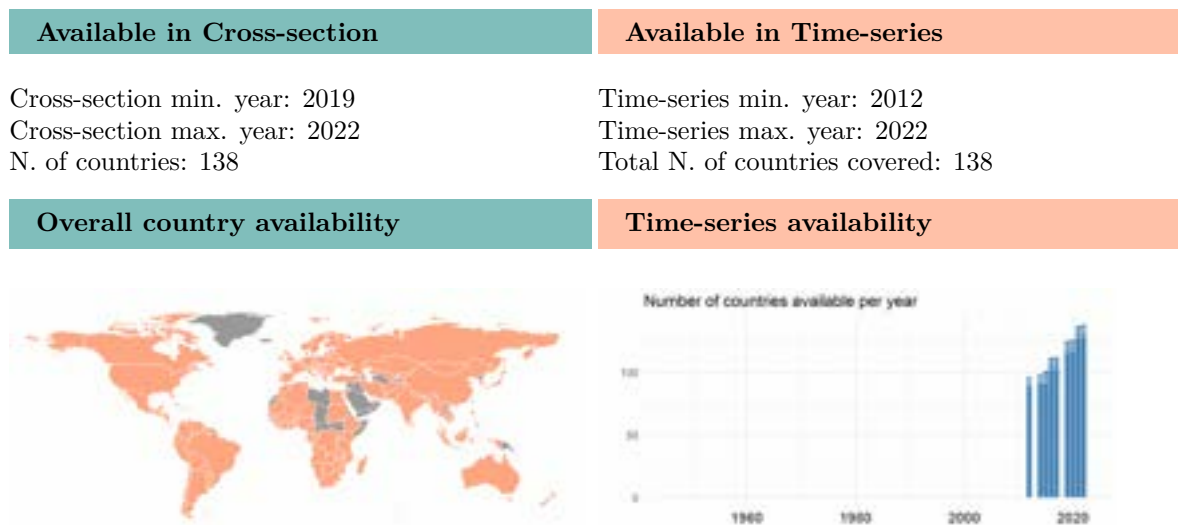 Available in Cross-section
Available in Time-series
Cross-section min. year: 2019
Cross-section max. year: 2022
N. of countries: 138
Time-series min. year: 2012
Time-series max. year: 2022
Total N. of countries covered: 138
Overall country availability
Time-series availability
Number of countries available per year
100
50
0
1960
1980
2000
2020